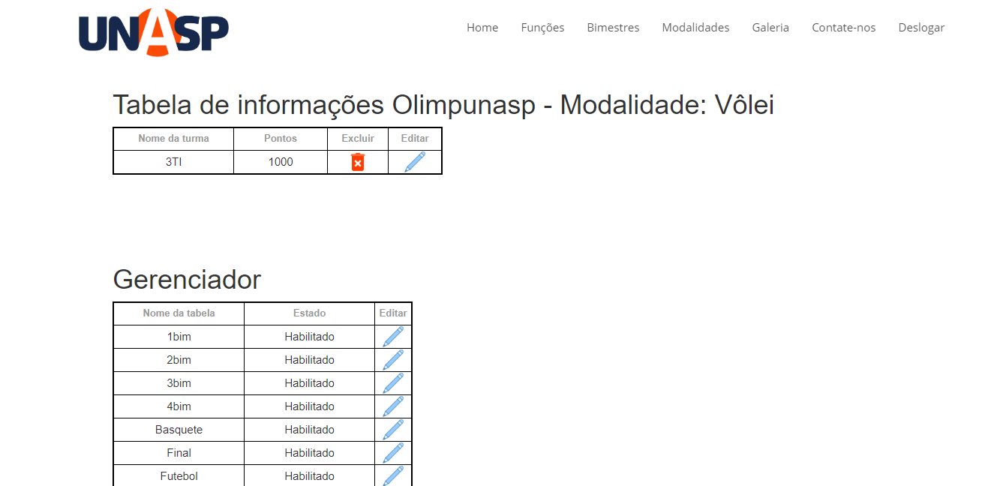 UNASP
Home Funções Bimestres Modalidades Galeria Contate-nos Deslogar
Tabela de informações Olimpunasp - Modalidade: Vôlei
Nome da turma Pontos Excluir Editar
3TI 1000
Gerenciador
Nome da tabela Estado Editar
1bim Habilitado
2bim Habilitado
3bim Habilitado
4bim Habilitado
Basquete Habilitado
Final Habilitado
Futebol Habilitado